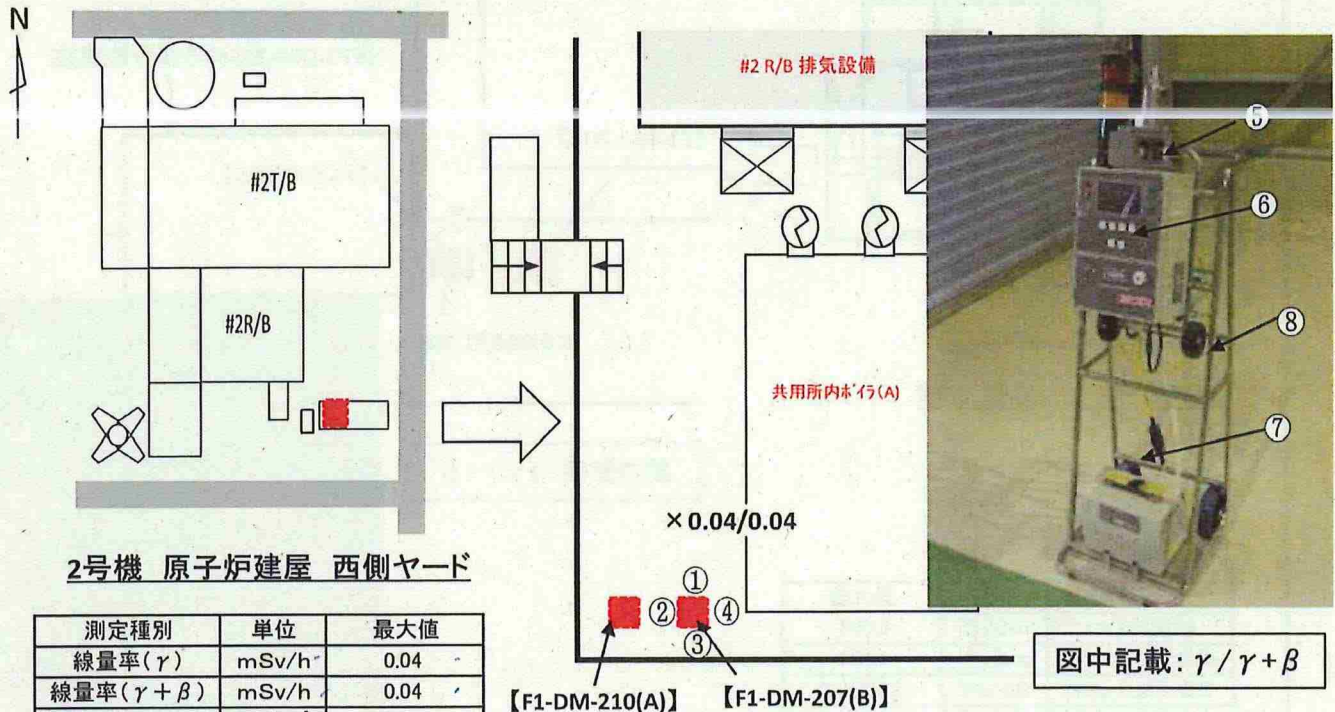 N
#2T/B
#2R/B
2号機 原子炉建屋 西側ヤード
測定種別 単位 最大値
線量率(γ) mSv/h 0.04
線量率(γ+β) mSv/h 0.04
#2 R/B 排気設備
共用所内ボイラ(A)
×0.04/0.04
①
② ④
③
【F1-DM-210(A)】 【F1-DM-207(B)】
⑤
⑥
⑧
⑦
図中記載:γ/γ+β